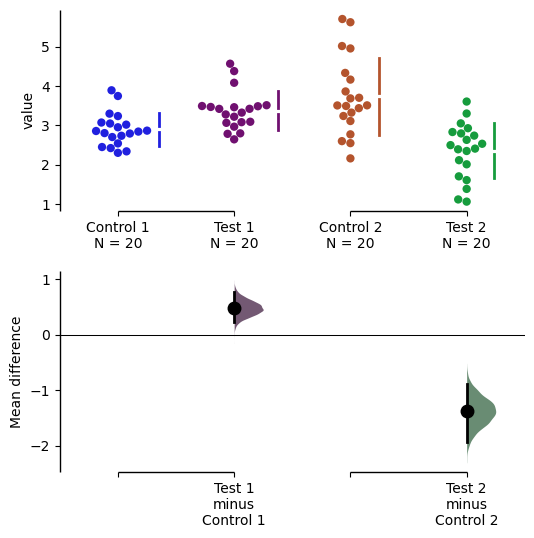 5
4
3
2
1
value
Control 1
N = 20
Test 1
N = 20
Control 2
N = 20
Test 2
N = 20
1
0
−1
−2
Mean difference
Test 1
minus
Control 1
Test 2
minus
Control 2